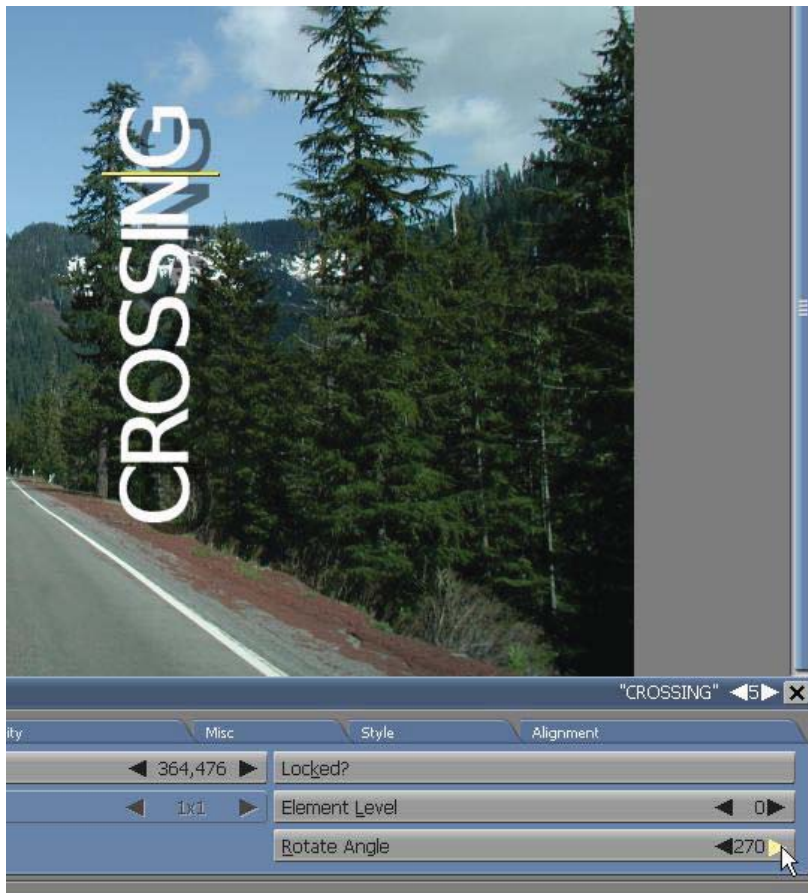 CROSSING
"CROSSING" 5
ity Misc Style Alignment
364,476 Locked?
1x1 Element Level 0
Rotate Angle 270